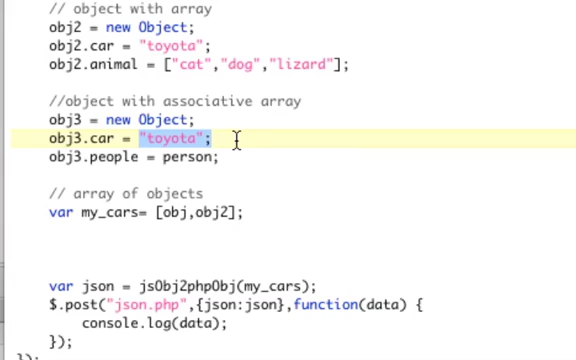 // object with array
obj2 = new Object;
obj2.car = "toyota";
obj2.animal = ["cat","dog","lizard"];
//object with associative array
obj3 = new Object;
obj3.car = "toyota";
obj3.people = person;
// array of objects
var my_cars= [obj,obj2];
var json = jsObj2phpObj(my_cars);
$.post("json.php",{json:json},function(data) {
console.log(data);
});
});